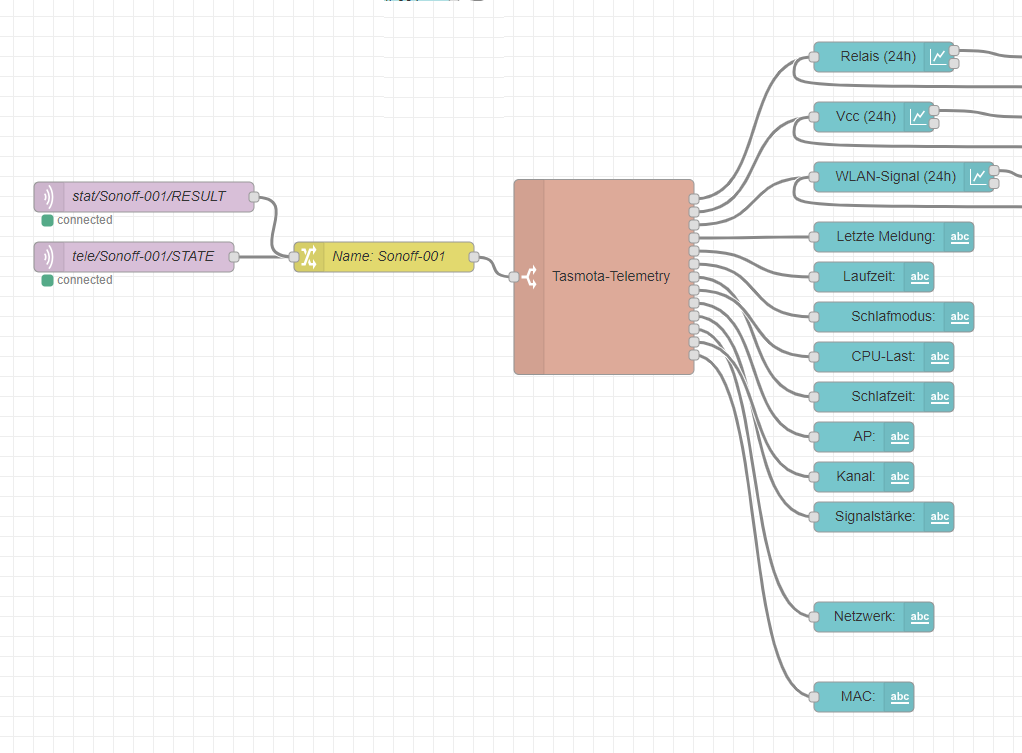 Relais (24h)
Vcc (24h)
WLAN-Signal (24h)
stat/Sonoff-001/RESULT
connected
tele/Sonoff-001/STATE
connected
Name: Sonoff-001
Tasmota-Telemetry
Letzte Meldung:
abc
Laufzeit:
abc
Schlafmodus:
abc
CPU-Last:
abc
Schlafzeit:
abc
AP:
abc
Kanal:
abc
Signalstärke:
abc
Netzwerk:
abc
MAC:
abc